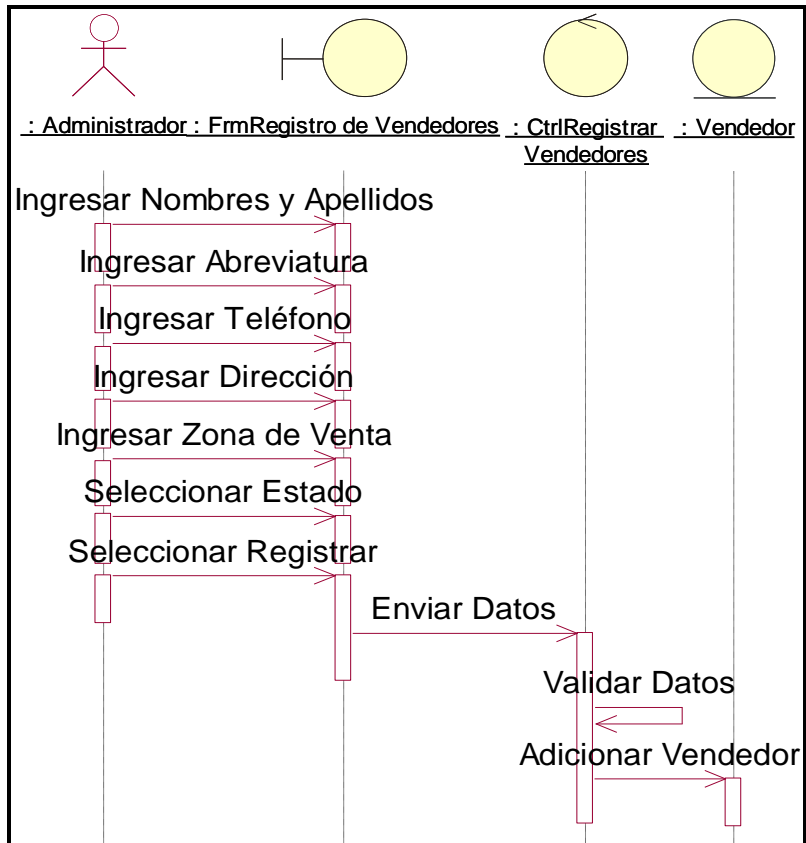 : Administrador : FrmRegistro de Vendedores : CtrlRegistrar : Vendedor
Vendedores
Ingresar Nombres y Apellidos
Ingresar Abreviatura
Ingresar Teléfono
Ingresar Dirección
Ingresar Zona de Venta
Seleccionar Estado
Seleccionar Registrar
Enviar Datos
Validar Datos
Adicionar Vendedor